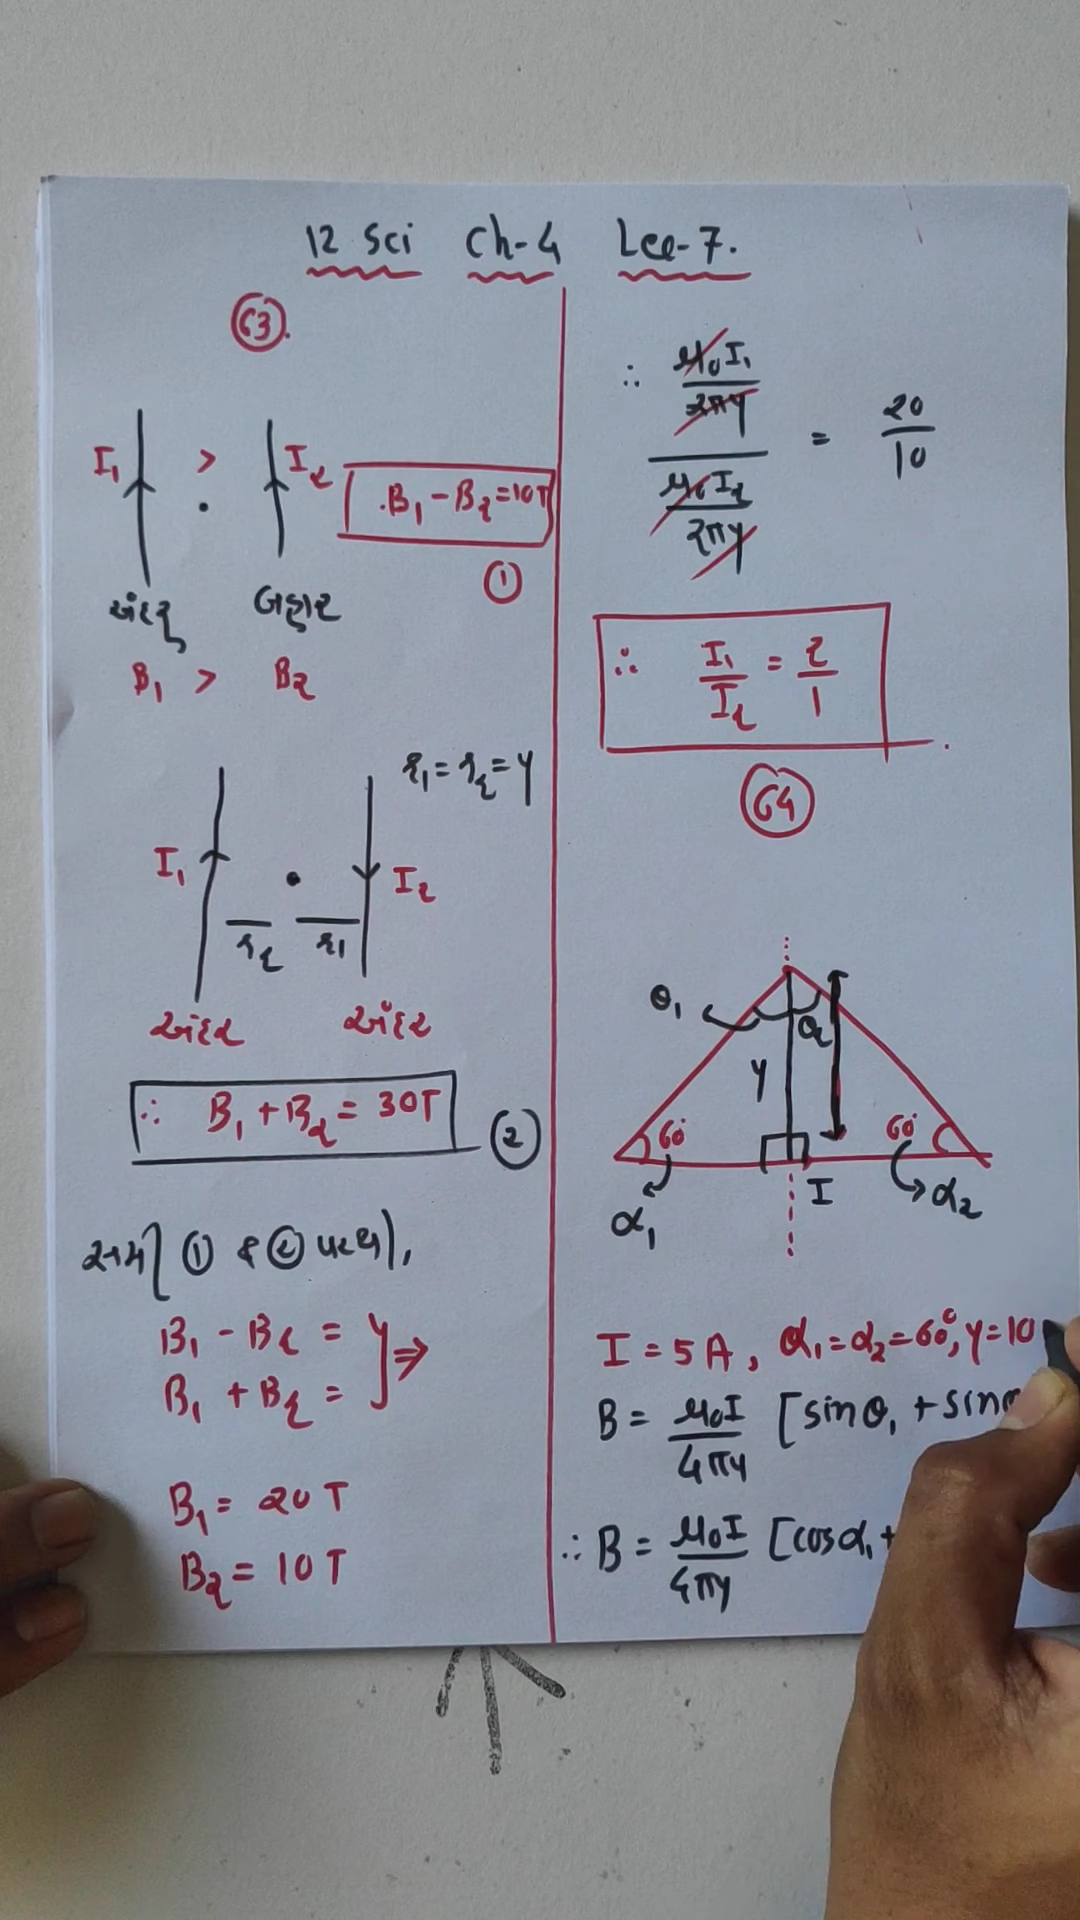 12 Sci Ch-4 Lec-7.
63.
I₁ > I₂
B₁ - B₂ = 10T
①
બહાર
B₁ > B₂
r₁ = r₂ = y
I₁ I₂
r₂ r₁
અંદર અંદર
∴ B₁ + B₂ = 30T
②
① & ② પરથી,
B₁ - B₂ =
B₁ + B₂ = } ⇒
B₁ = 20 T
B₂ = 10 T
∴ μ₀I₁
2πy
= 20
10
μ₀I₂
2πy
∴ I₁/I₂ = 2/1
64
θ₁ θ₂
y
60° 60°
α₁ I α₂
I = 5 A, α₁ = α₂ = 60°, y = 10
B = μ₀I/4πy [sinθ₁ + sin
∴ B = μ₀I/4πy [cosα₁ +